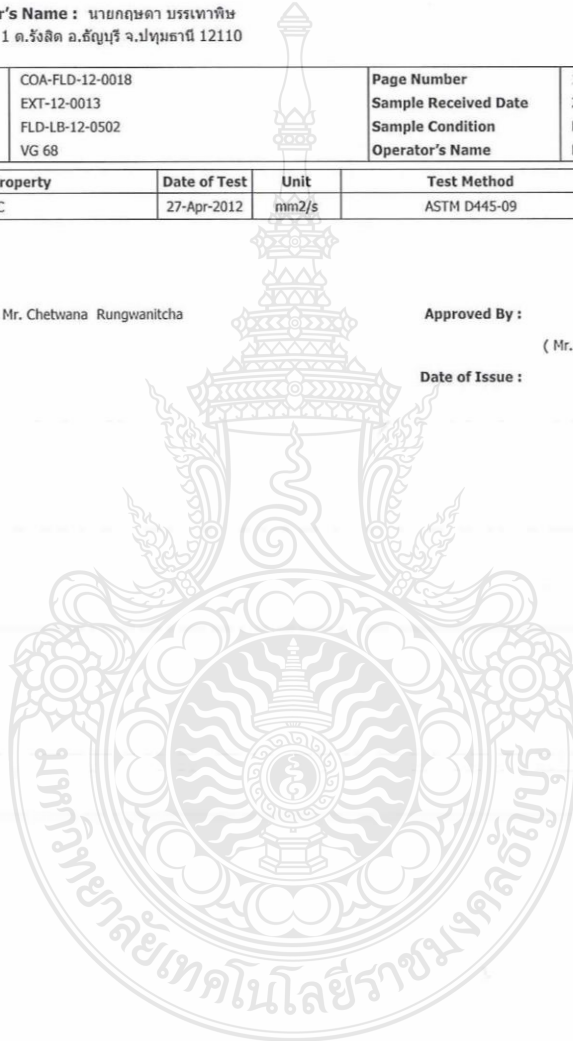 r's Name : นายกฤษดา บรรเทาพิษ
1 ต.รังสิต อ.ธัญบุรี จ.ปทุมธานี 12110
COA-FLD-12-0018 Page Number
EXT-12-0013 Sample Received Date
FLD-LB-12-0502 Sample Condition
VG 68 Operator's Name
operty Date of Test Unit Test Method
C 27-Apr-2012 mm2/s ASTM D445-09
Mr. Chetwana Rungwanitcha Approved By :
( Mr.
Date of Issue :
มหาวิทยาลัยเทคโนโลยีราชมงคลธัญบุรี